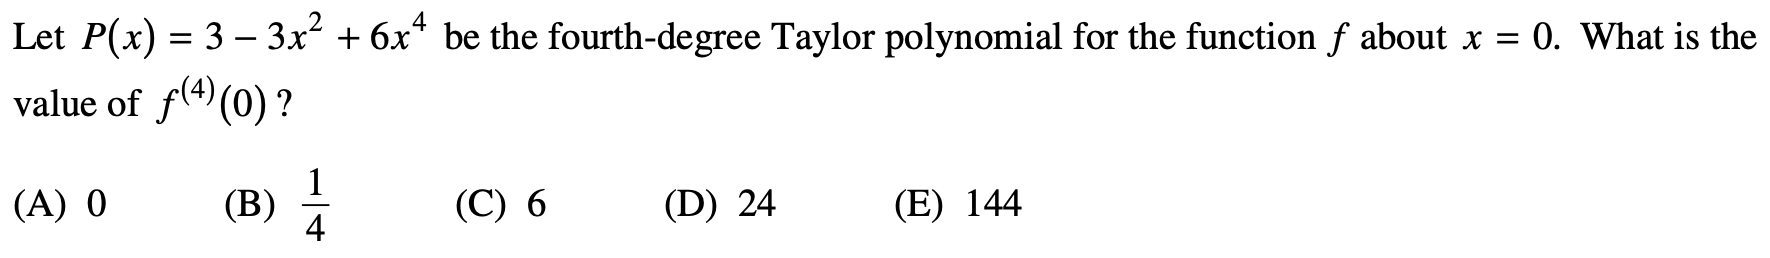 Let P(x) = 3 − 3x² + 6x⁴ be the fourth-degree Taylor polynomial for the function f about x = 0. What is the
value of f⁽⁴⁾(0) ?
(A) 0 (B) 1/4 (C) 6 (D) 24 (E) 144